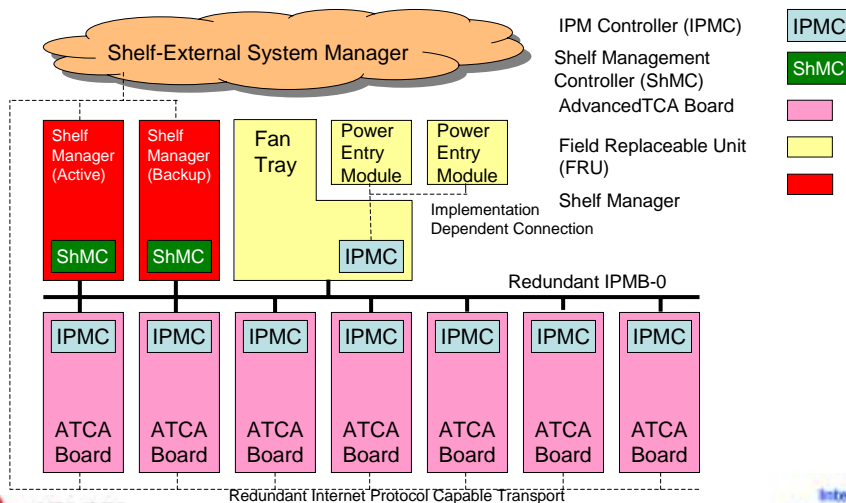 Shelf-External System Manager
IPM Controller (IPMC)
IPMC
Shelf Management
Controller (ShMC)
ShMC
AdvancedTCA Board
Field Replaceable Unit
(FRU)
Shelf Manager
Shelf
Manager
(Active)
ShMC
Shelf
Manager
(Backup)
ShMC
Fan
Tray
IPMC
Power
Entry
Module
Power
Entry
Module
Implementation
Dependent Connection
Redundant IPMB-0
IPMC
IPMC
IPMC
IPMC
IPMC
IPMC
IPMC
ATCA
Board
ATCA
Board
ATCA
Board
ATCA
Board
ATCA
Board
ATCA
Board
ATCA
Board
Redundant Internet Protocol Capable Transport